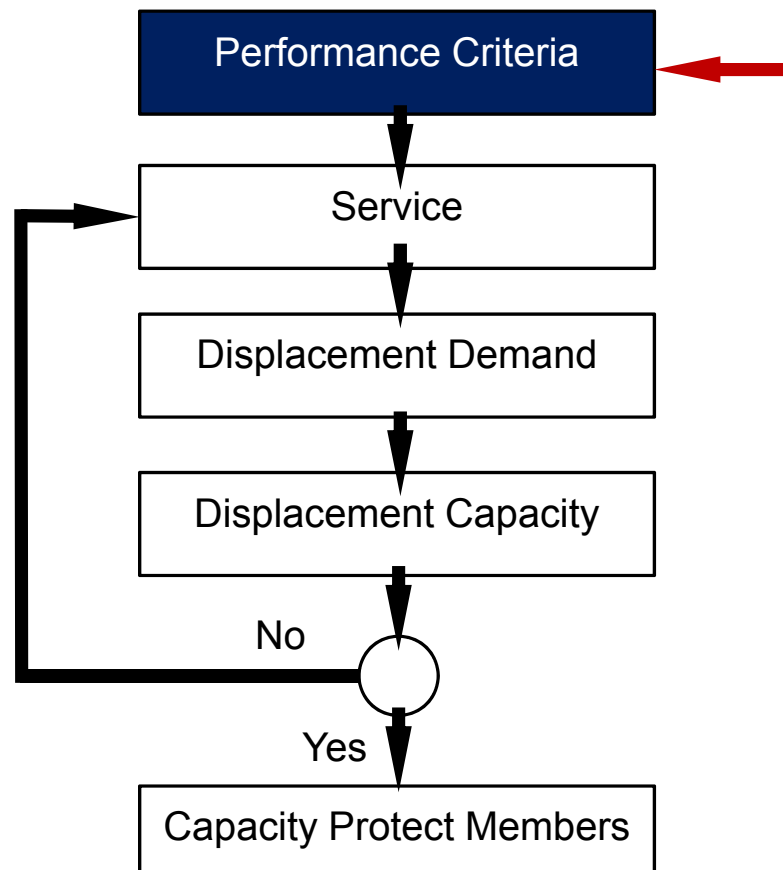 Performance Criteria
Service
Displacement Demand
Displacement Capacity
No
Yes
Capacity Protect Members